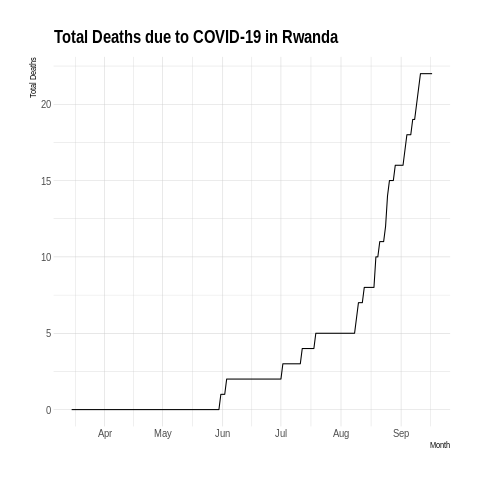 Total Deaths due to COVID-19 in Rwanda
Total Deaths
20
15
10
5
0
Apr May Jun Jul Aug Sep
Month